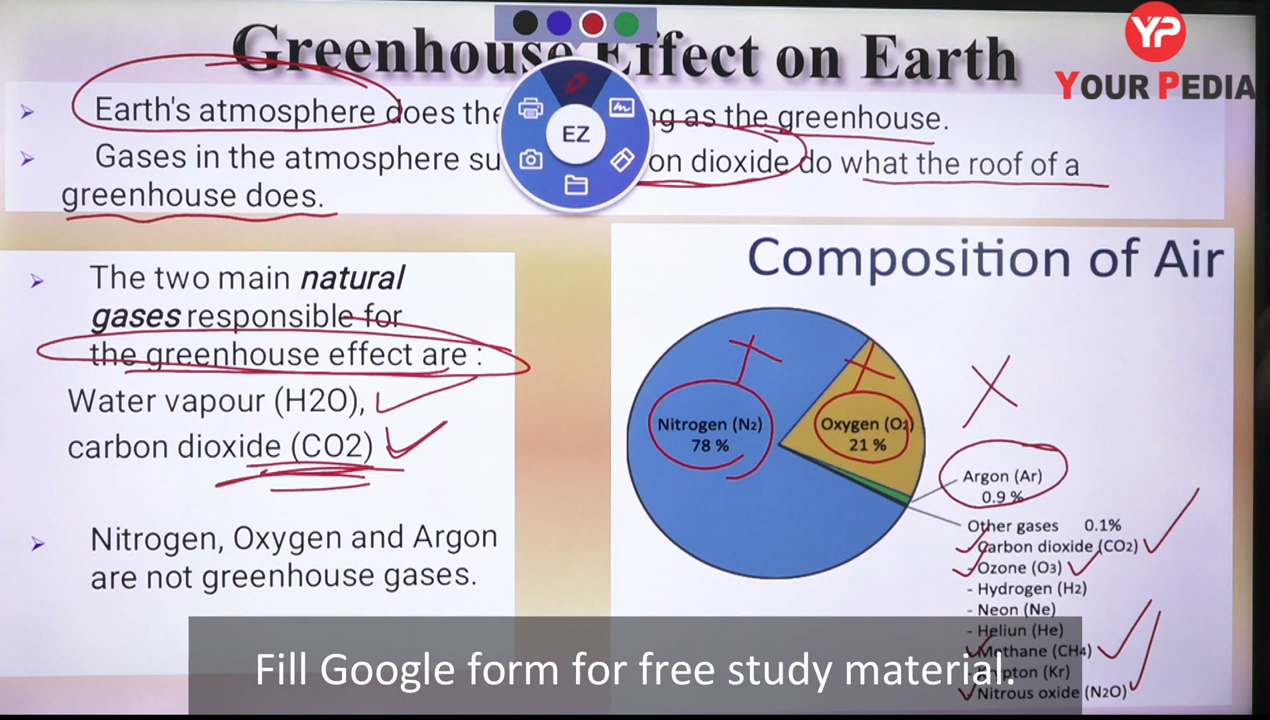 Greenhouse Effect on Earth
YP
YOUR PEDIA
Earth's atmosphere does the as the greenhouse.
Gases in the atmosphere dioxide do what the roof of a
greenhouse does.
EZ
The two main natural
gases responsible for
the greenhouse effect are :
Water vapour (H2O),
carbon dioxide (CO2)
Nitrogen, Oxygen and Argon
are not greenhouse gases.
Composition of Air
Nitrogen (N2)
78 %
Oxygen (O2)
21 %
Argon (Ar)
0.9 %
Other gases 0.1%
- Carbon dioxide (CO2)
- Ozone (O3)
- Hydrogen (H2)
- Neon (Ne)
- Heliun (He)
- Methane (CH4)
- Krypton (Kr)
- Nitrous oxide (N2O)
Fill Google form for free study material.